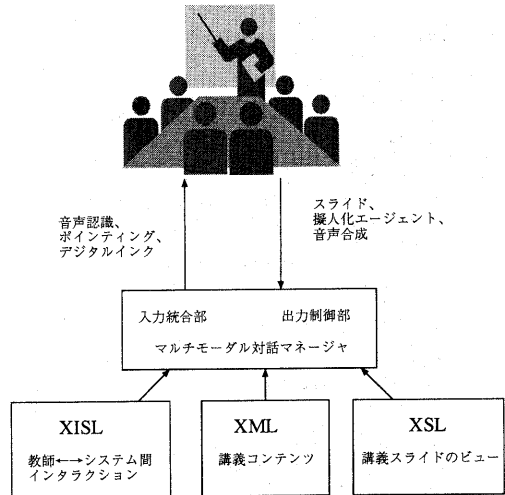 音声認識、
ポインティング、
デジタルインク
スライド、
擬人化エージェント、
音声合成
入力統合部
出力制御部
マルチモーダル対話マネージャ
XISL
教師←→システム間
インタラクション
XML
講義コンテンツ
XSL
講義スライドのビュー